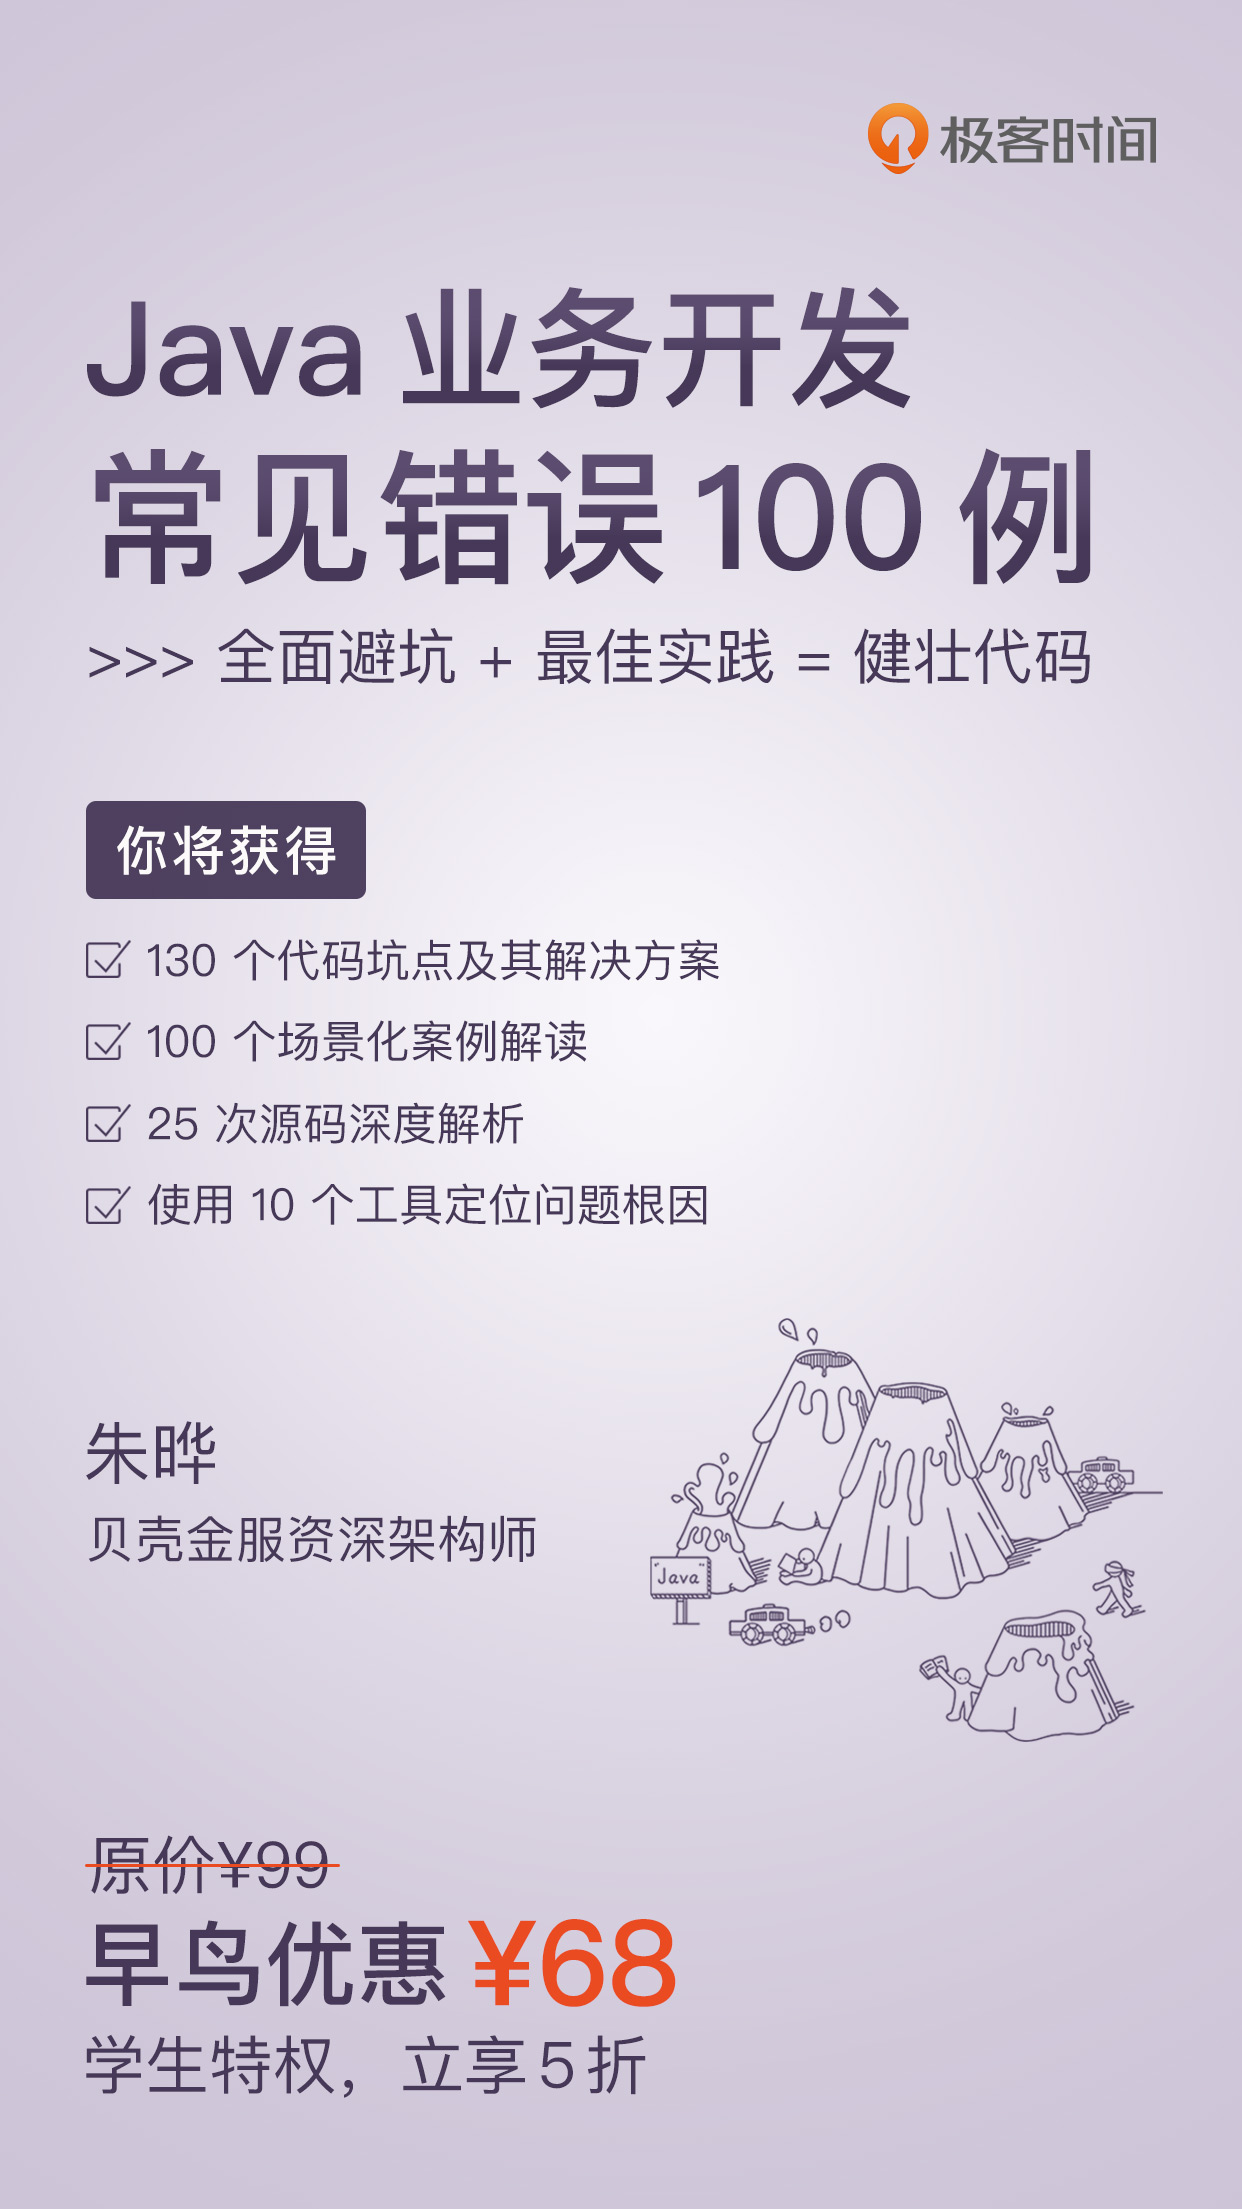 极客时间
Java 业务开发
常见错误 100 例
>>> 全面避坑 + 最佳实践 = 健壮代码
你将获得
130 个代码坑点及其解决方案
100 个场景化案例解读
25 次源码深度解析
使用 10 个工具定位问题根因
朱晔
贝壳金服资深架构师
"Java"
原价¥99
早鸟优惠 ¥68
学生特权，立享 5 折